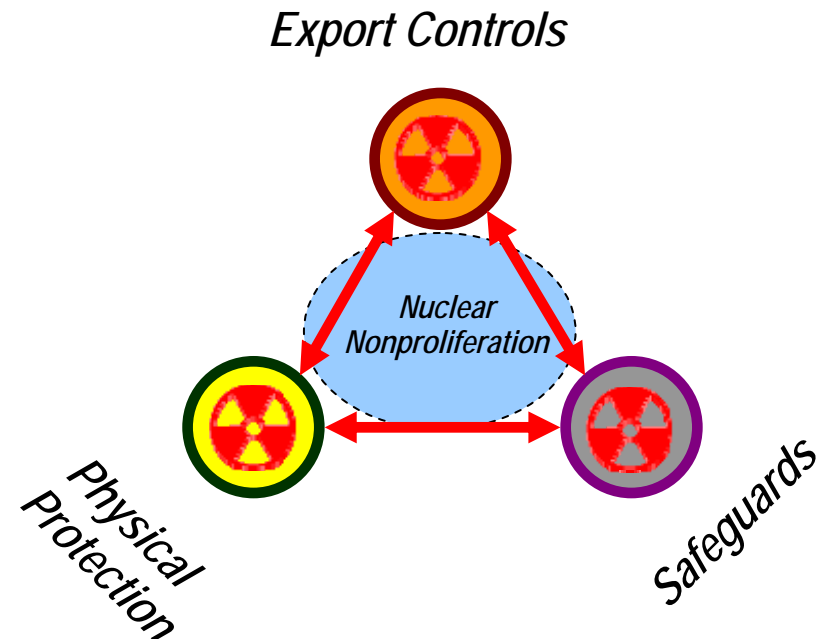 Export Controls
Nuclear
Nonproliferation
Physical
Protection
Safeguards